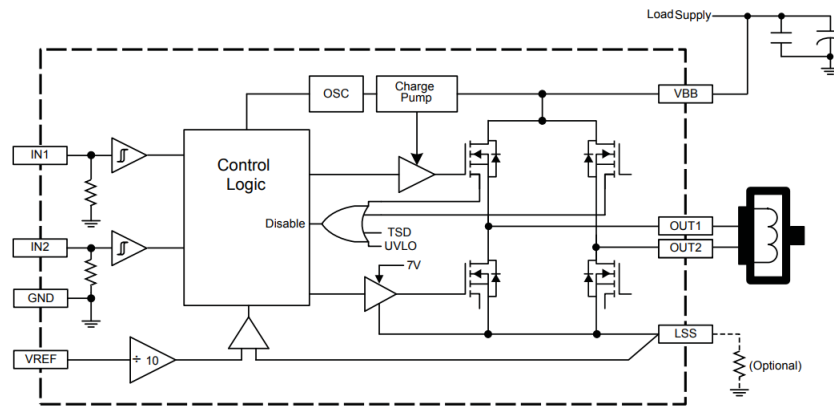 Load Supply
OSC
Charge
Pump
VBB
IN1
Control
Logic
Disable
TSD
UVLO
OUT1
IN2
OUT2
7V
GND
LSS
VREF
÷ 10
(Optional)